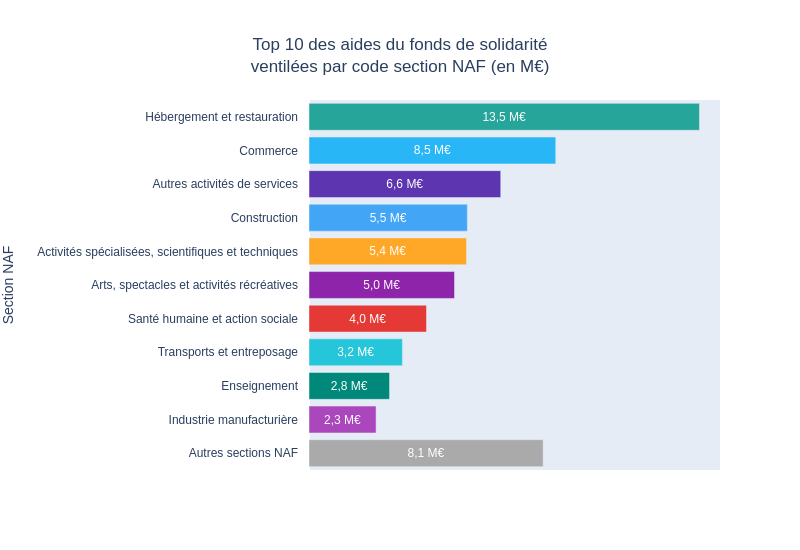 Top 10 des aides du fonds de solidarité
ventilées par code section NAF (en M€)
Section NAF
Hébergement et restauration 13,5 M€
Commerce 8,5 M€
Autres activités de services 6,6 M€
Construction 5,5 M€
Activités spécialisées, scientifiques et techniques 5,4 M€
Arts, spectacles et activités récréatives 5,0 M€
Santé humaine et action sociale 4,0 M€
Transports et entreposage 3,2 M€
Enseignement 2,8 M€
Industrie manufacturière 2,3 M€
Autres sections NAF 8,1 M€